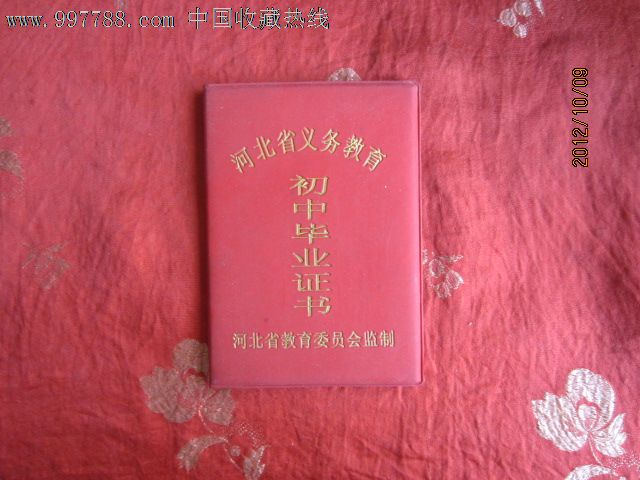 www.997788.com 中国收藏热线
2012/10/09
河北省义务教育
初中毕业证书
河北省教育委员会监制